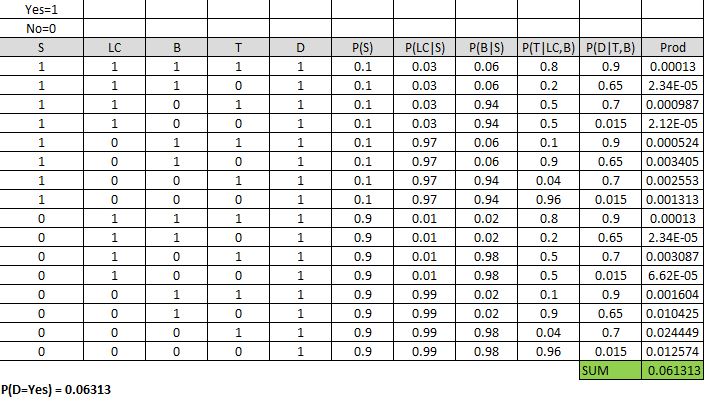 Yes=1
No=0
S LC B T D P(S) P(LC|S) P(B|S) P(T|LC,B) P(D|T,B) Prod
1 1 1 1 1 0.1 0.03 0.06 0.8 0.9 0.00013
1 1 1 0 1 0.1 0.03 0.06 0.2 0.65 2.34E-05
1 1 0 1 1 0.1 0.03 0.94 0.5 0.7 0.000987
1 1 0 0 1 0.1 0.03 0.94 0.5 0.015 2.12E-05
1 0 1 1 1 0.1 0.97 0.06 0.1 0.9 0.000524
1 0 1 0 1 0.1 0.97 0.06 0.9 0.65 0.003405
1 0 0 1 1 0.1 0.97 0.94 0.04 0.7 0.002553
1 0 0 0 1 0.1 0.97 0.94 0.96 0.015 0.001313
0 1 1 1 1 0.9 0.01 0.02 0.8 0.9 0.00013
0 1 1 0 1 0.9 0.01 0.02 0.2 0.65 2.34E-05
0 1 0 1 1 0.9 0.01 0.98 0.5 0.7 0.003087
0 1 0 0 1 0.9 0.01 0.98 0.5 0.015 6.62E-05
0 0 1 1 1 0.9 0.99 0.02 0.1 0.9 0.001604
0 0 1 0 1 0.9 0.99 0.02 0.9 0.65 0.010425
0 0 0 1 1 0.9 0.99 0.98 0.04 0.7 0.024449
0 0 0 0 1 0.9 0.99 0.98 0.96 0.015 0.012574
SUM 0.061313
P(D=Yes) = 0.06313